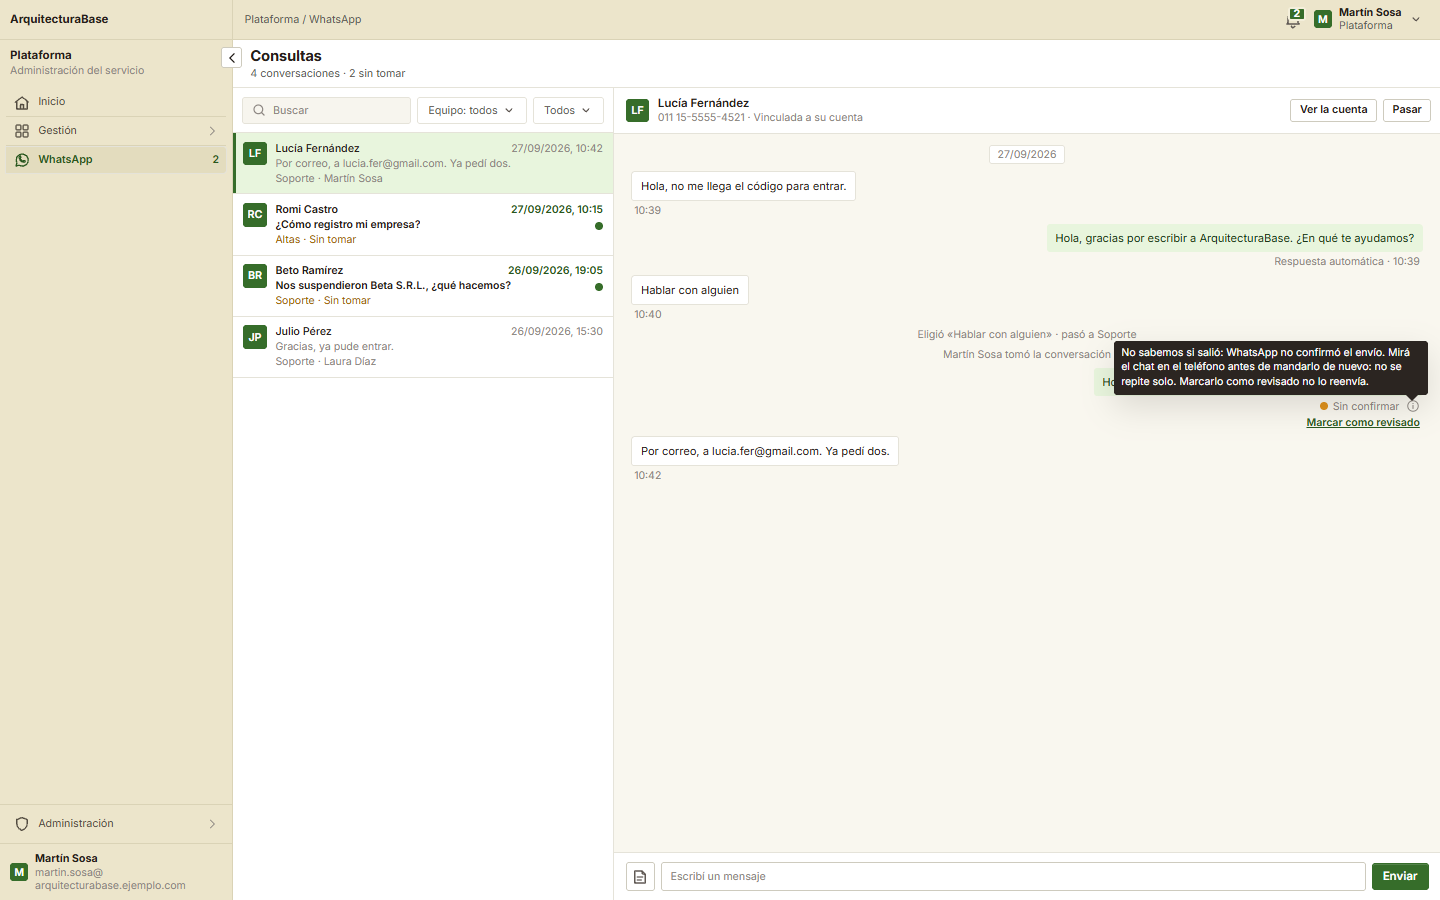 ArquitecturaBase
Plataforma / WhatsApp
2
M
Martín Sosa
Plataforma
Plataforma
Administración del servicio
Inicio
Gestión
WhatsApp
2
Administración
M
Martín Sosa
martin.sosa@
arquitecturabase.ejemplo.com
Consultas
4 conversaciones · 2 sin tomar
Buscar
Equipo: todos
Todos
LF
Lucía Fernández
27/09/2026, 10:42
Por correo, a lucia.fer@gmail.com. Ya pedí dos.
Soporte · Martín Sosa
RC
Romi Castro
27/09/2026, 10:15
¿Cómo registro mi empresa?
Altas · Sin tomar
BR
Beto Ramírez
26/09/2026, 19:05
Nos suspendieron Beta S.R.L., ¿qué hacemos?
Soporte · Sin tomar
JP
Julio Pérez
26/09/2026, 15:30
Gracias, ya pude entrar.
Soporte · Laura Díaz
LF
Lucía Fernández
011 15-5555-4521 · Vinculada a su cuenta
Ver la cuenta
Pasar
27/09/2026
Hola, no me llega el código para entrar.
10:39
Hola, gracias por escribir a ArquitecturaBase. ¿En qué te ayudamos?
Respuesta automática · 10:39
Hablar con alguien
10:40
Eligió «Hablar con alguien» · pasó a Soporte
Martín Sosa tomó la conversación
No sabemos si salió: WhatsApp no confirmó el envío. Mirá
el chat en el teléfono antes de mandarlo de nuevo: no se
repite solo. Marcarlo como revisado no lo reenvía.
Sin confirmar
Marcar como revisado
Por correo, a lucia.fer@gmail.com. Ya pedí dos.
10:42
Escribí un mensaje
Enviar